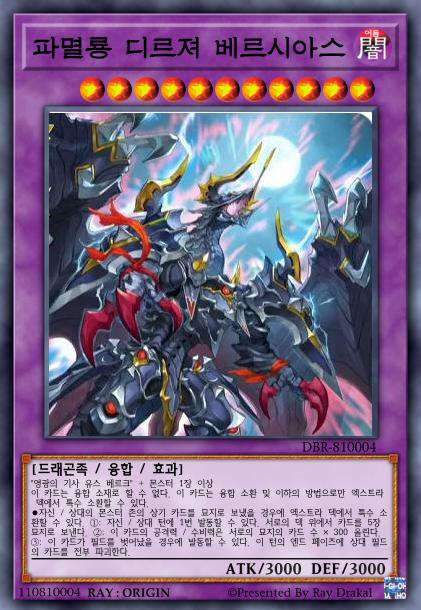 파멸룡 디르져 베르시아스
어둠
闇
DBR-810004
[드래곤족 / 융합 / 효과]
"영광의 기사 유스 베르크" + 몬스터 1장 이상
이 카드는 융합 소재로 할 수 없다. 이 카드는 융합 소환 및 이하의 방법으로만 엑스트라
덱에서 특수 소환할 수 있다.
●자신 / 상대의 몬스터 존의 상기 카드를 묘지로 보냈을 경우에 엑스트라 덱에서 특수 소
환할 수 있다. ①: 자신 / 상대 턴에 1번 발동할 수 있다. 서로의 덱 위에서 카드를 5장
묘지로 보낸다. ②: 이 카드의 공격력 / 수비력은 서로의 묘지의 카드 수 × 300 올린다.
③: 이 카드가 필드를 벗어났을 경우에 발동할 수 있다. 이 턴의 엔드 페이즈에 상대 필드
의 카드를 전부 파괴한다.
ATK/3000 DEF/3000
110810004 RAY : ORIGIN ©Presented By Ray Drakal